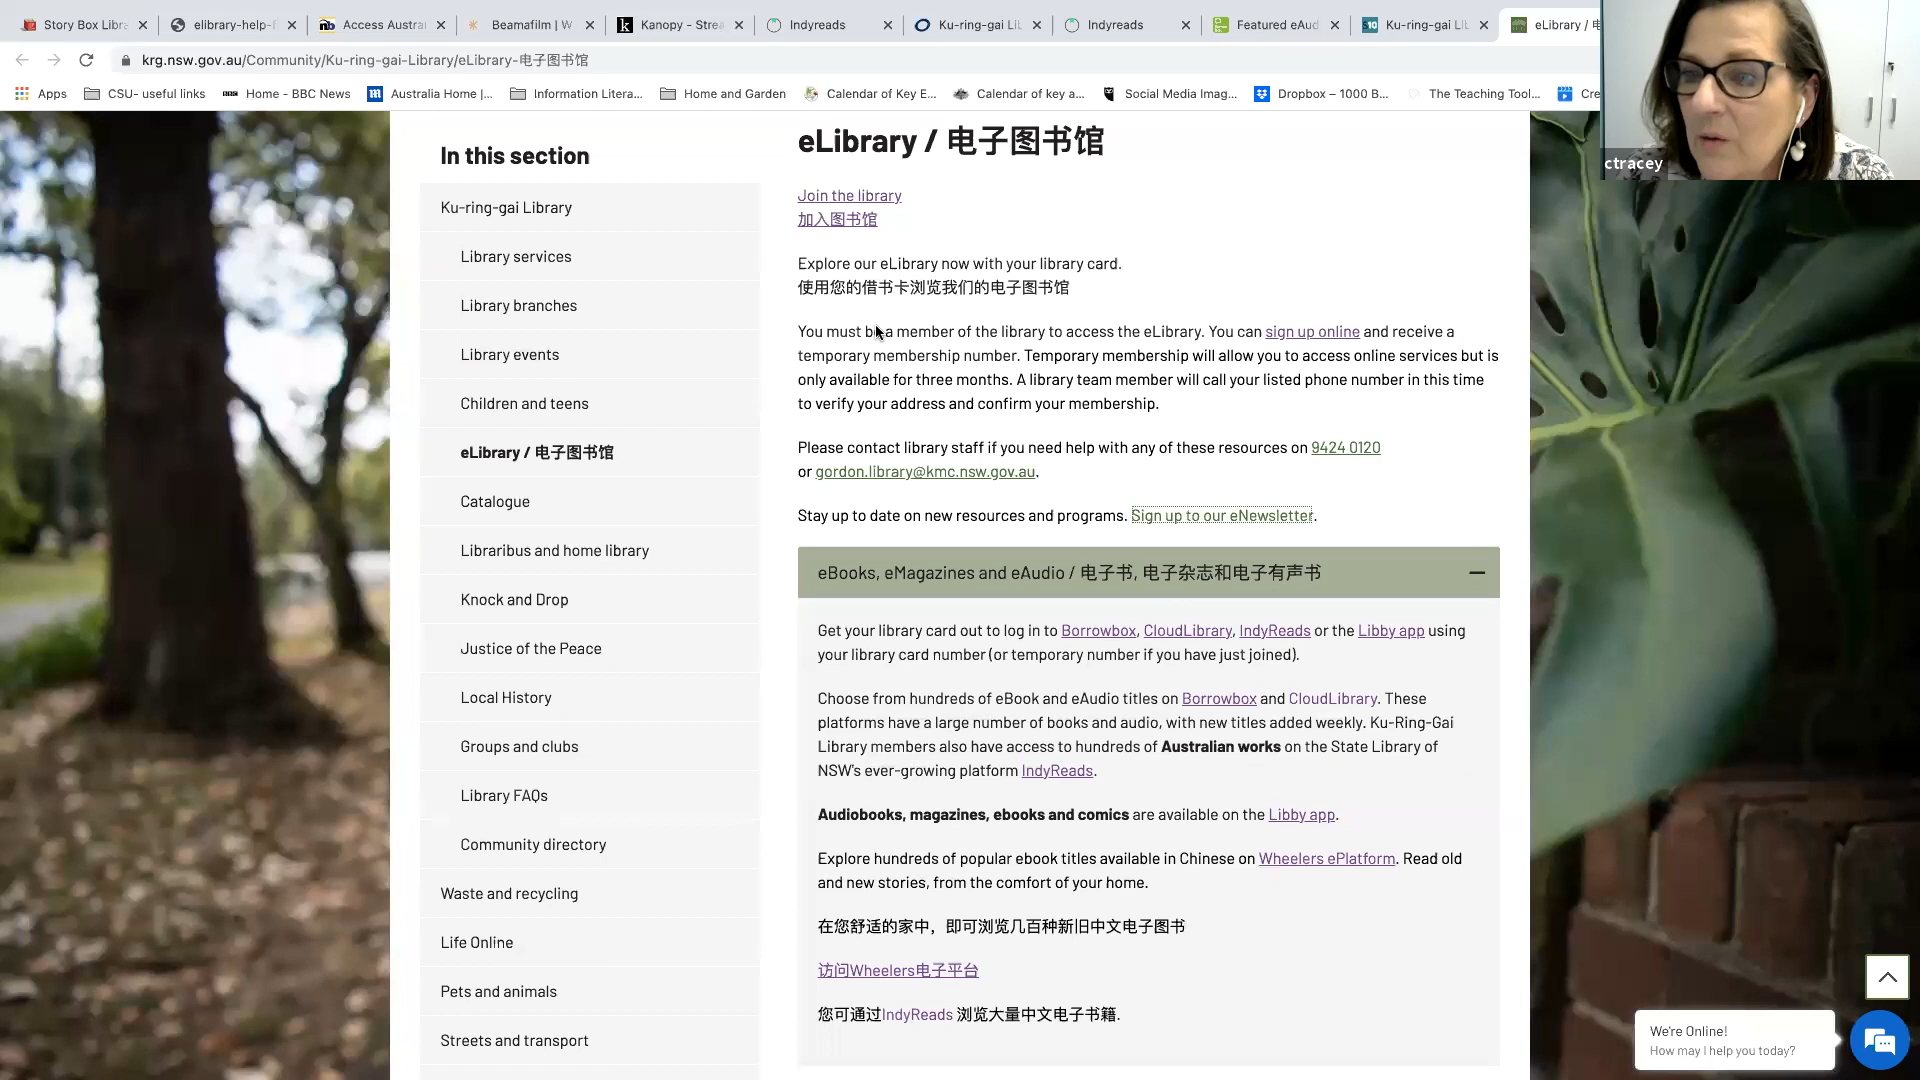 Story Box Libra
elibrary-help-f
Access Austra
Beamafilm | W
Kanopy - Strea
Indyreads
Ku-ring-gai Lib
Indyreads
Featured eAud
Ku-ring-gai Lib
eLibrary / 电
krg.nsw.gov.au/Community/Ku-ring-gai-Library/eLibrary-电子图书馆
Apps
CSU- useful links
Home - BBC News
Australia Home |...
Information Litera...
Home and Garden
Calendar of Key E...
Calendar of key a...
Social Media Imag...
Dropbox – 1000 B...
The Teaching Tool...
Cre
ctracey
In this section
Ku-ring-gai Library
Library services
Library branches
Library events
Children and teens
eLibrary / 电子图书馆
Catalogue
Libraribus and home library
Knock and Drop
Justice of the Peace
Local History
Groups and clubs
Library FAQs
Community directory
Waste and recycling
Life Online
Pets and animals
Streets and transport
eLibrary / 电子图书馆
Join the library
加入图书馆
Explore our eLibrary now with your library card.
使用您的借书卡浏览我们的电子图书馆
You must be a member of the library to access the eLibrary. You can sign up online and receive a
temporary membership number. Temporary membership will allow you to access online services but is
only available for three months. A library team member will call your listed phone number in this time
to verify your address and confirm your membership.
Please contact library staff if you need help with any of these resources on 9424 0120
or gordon.library@kmc.nsw.gov.au.
Stay up to date on new resources and programs. Sign up to our eNewsletter.
eBooks, eMagazines and eAudio / 电子书, 电子杂志和电子有声书
Get your library card out to log in to Borrowbox, CloudLibrary, IndyReads or the Libby app using
your library card number (or temporary number if you have just joined).
Choose from hundreds of eBook and eAudio titles on Borrowbox and CloudLibrary. These
platforms have a large number of books and audio, with new titles added weekly. Ku-Ring-Gai
Library members also have access to hundreds of Australian works on the State Library of
NSW's ever-growing platform IndyReads.
Audiobooks, magazines, ebooks and comics are available on the Libby app.
Explore hundreds of popular ebook titles available in Chinese on Wheelers ePlatform. Read old
and new stories, from the comfort of your home.
在您舒适的家中，即可浏览几百种新旧中文电子图书
访问Wheelers电子平台
您可通过IndyReads 浏览大量中文电子书籍.
We're Online!
How may I help you today?